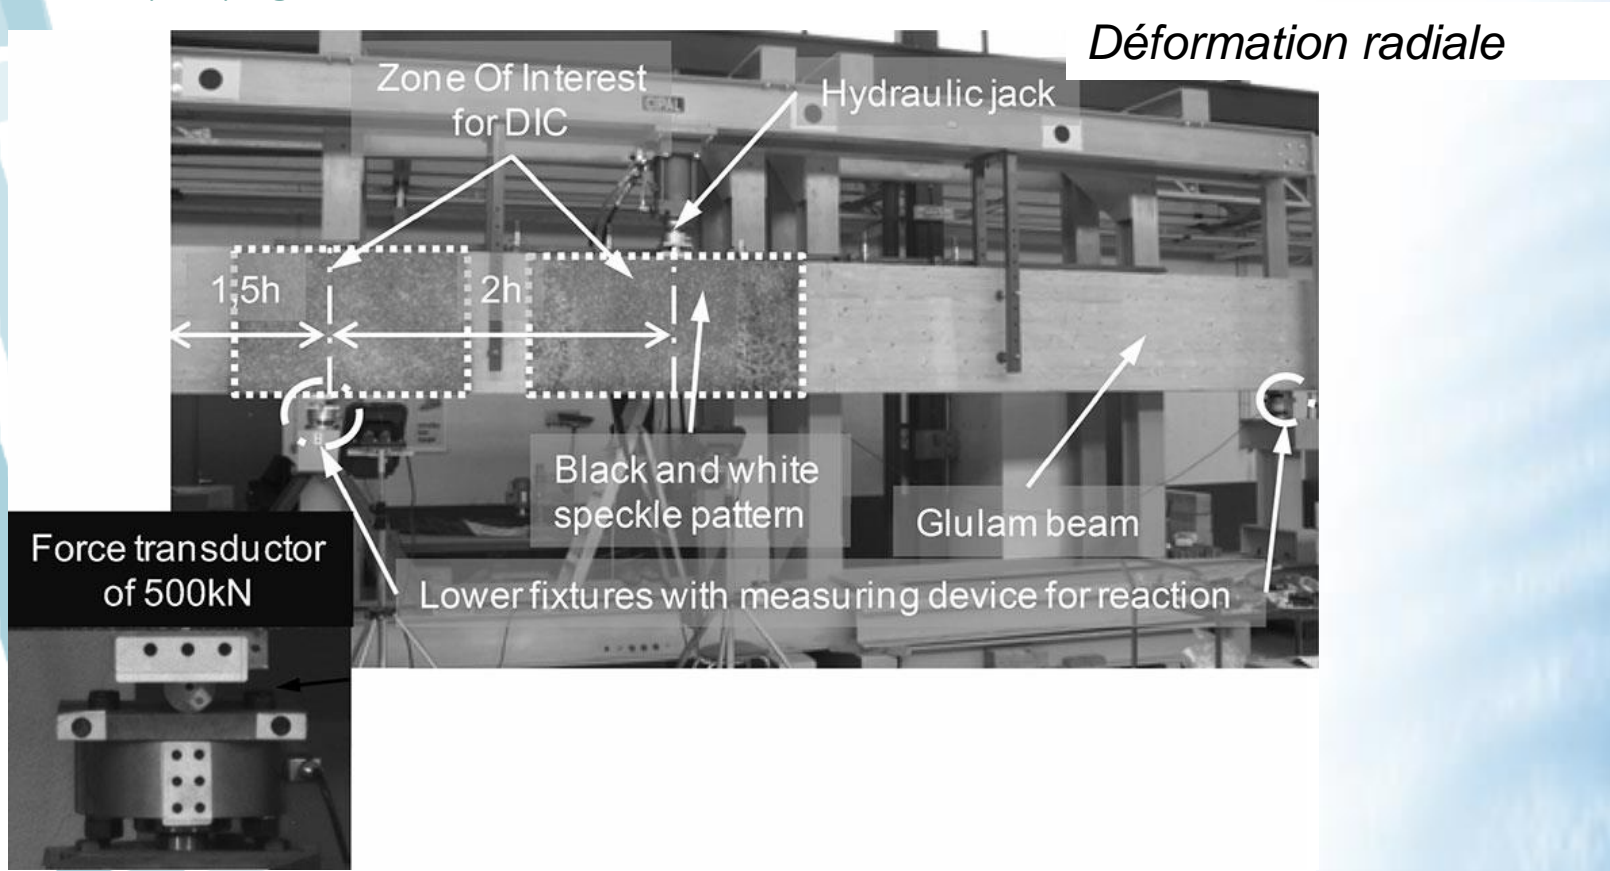 Déformation radiale
Zone Of Interest
for DIC
Hydraulic jack
CIPAL
1,5h
2h
Black and white
speckle pattern
Glulam beam
Force transductor
of 500kN
Lower fixtures with measuring device for reaction